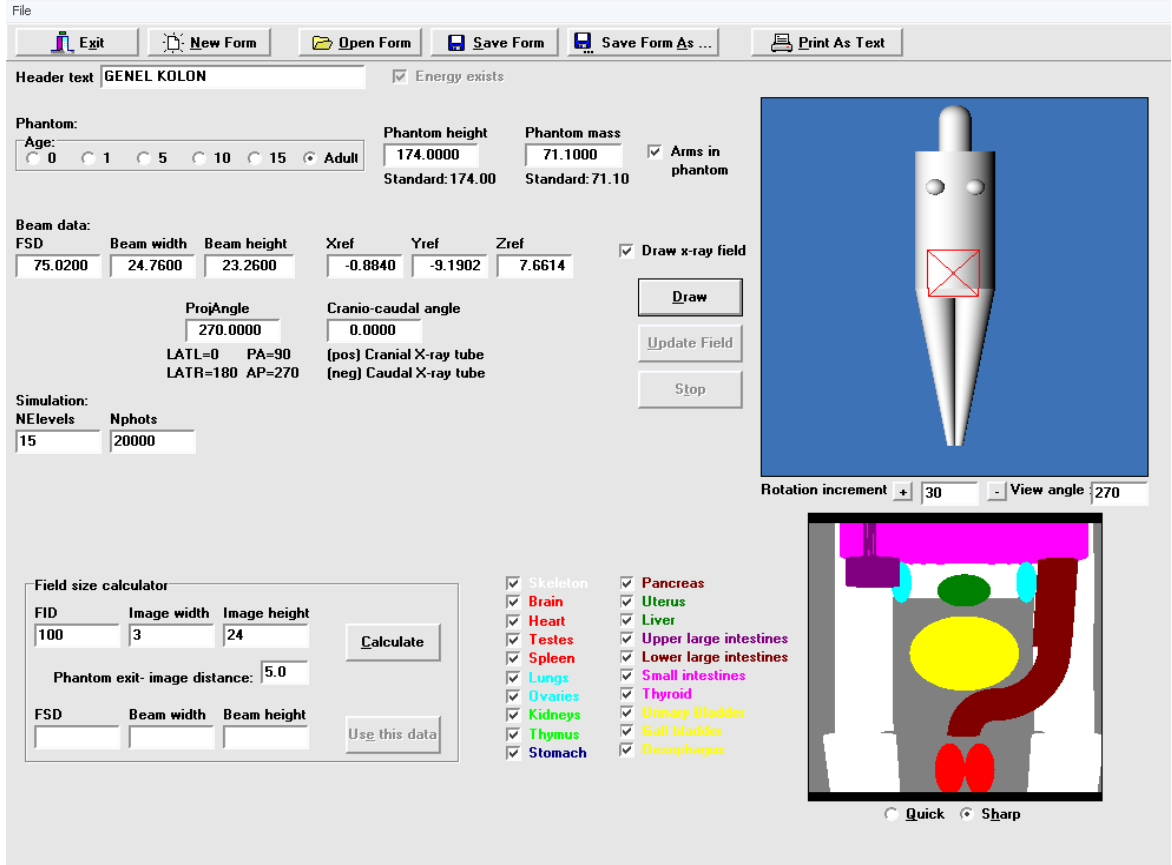 File
Exit New Form Open Form Save Form Save Form As ... Print As Text
Header text GENEL KOLON Energy exists
Phantom:
Age:
0 1 5 10 15 Adult
Phantom height Phantom mass
174.0000 71.1000 Arms in phantom
Standard: 174.00 Standard: 71.10
Beam data:
FSD Beam width Beam height Xref Yref Zref
75.0200 24.7600 23.2600 -0.8840 -9.1902 7.6614 Draw x-ray field
Draw
ProjAngle Cranio-caudal angle
270.0000 0.0000
LATL=0 PA=90 (pos) Cranial X-ray tube
LATR=180 AP=270 (neg) Caudal X-ray tube
Update Field
Stop
Simulation:
NElevels Nphots
15 20000
Rotation increment + 30 - View angle : 270
Field size calculator
FID Image width Image height
100 3 24
Calculate
Phantom exit- image distance: 5.0
FSD Beam width Beam height
Use this data
Skeleton Pancreas
Brain Uterus
Heart Liver
Testes Upper large intestines
Spleen Lower large intestines
Lungs Small intestines
Ovaries Thyroid
Kidneys Urinary Bladder
Thymus Gall bladder
Stomach Oesophagus
Quick Sharp